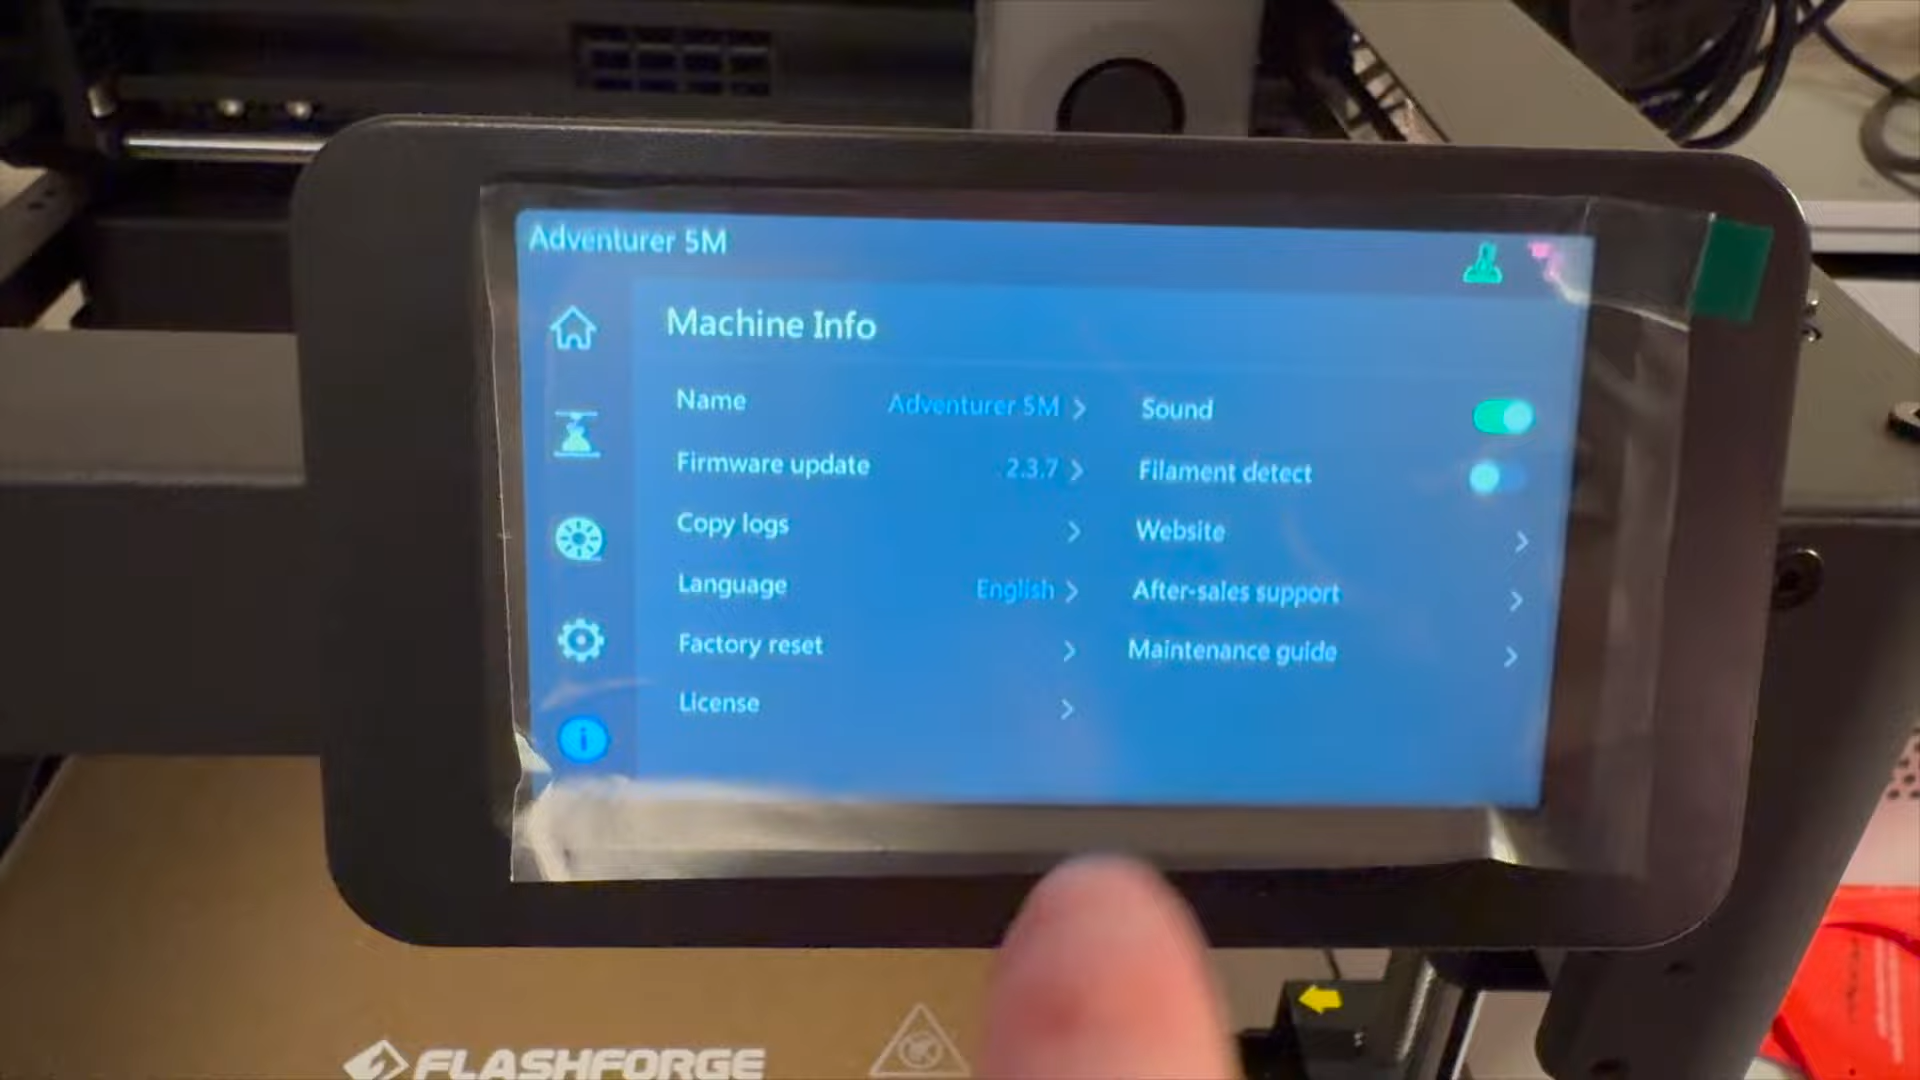 Adventurer 5M
Machine Info
Name Adventurer 5M
Firmware update 2.3.7
Copy logs
Language English
Factory reset
License
Sound
Filament detect
Website
After-sales support
Maintenance guide
FLASHFORGE